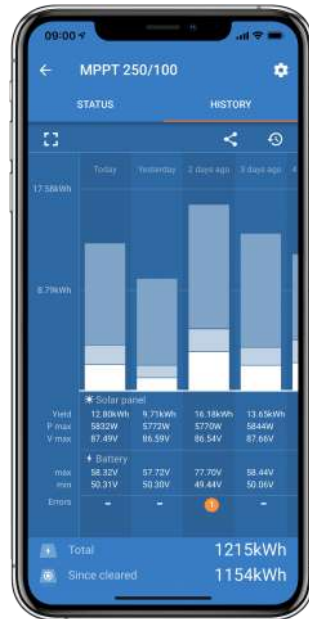 09:00
MPPT 250/100
STATUS HISTORY
Today Yesterday 2 days ago 3 days ago 4
17.58kWh
8.79kWh
Solar panel
Yield 12.80kWh 9.71kWh 16.18kWh 13.65kWh
P max 5832W 5772W 5770W 5844W
V max 87.49V 86.59V 86.54V 87.66V
Battery
max 58.32V 57.72V 77.70V 58.44V
min 50.31V 50.30V 49.44V 50.06V
Errors - - 1 -
Total 1215kWh
Since cleared 1154kWh